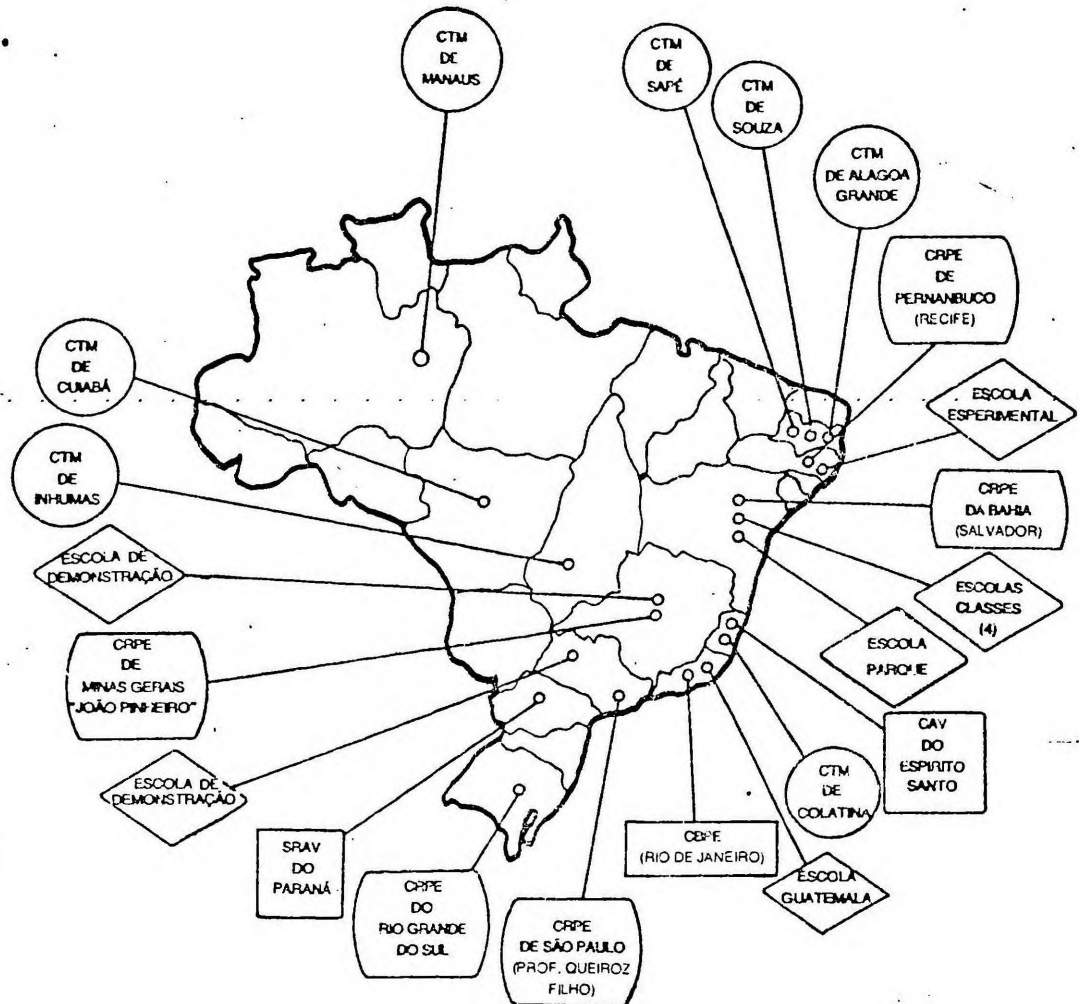 CTM
DE
MANAUS
CTM
DE
SAPÉ
CTM
DE
SOUZA
CTM
DE ALAGOA
GRANDE
CRPE
DE
PERNANBUCO
(RECIFE)
ESCOLA
ESPERIMENTAL
CRPE
DA BAHIA
(SALVADOR)
ESCOLAS
CLASSES
(4)
ESCOLA
PARQUE
CAV
DO
ESPIRITO
SANTO
CTM
DE
COLATINA
ESCOLA
GUATEMALA
CBPE
(RIO DE JANEIRO)
CRPE
DE SÃO PAULO
(PROF. QUEIROZ
FILHO)
CRPE
DO
RIO GRANDE
DO SUL
SRAV
DO
PARANÁ
ESCOLA DE
DEMONSTRAÇÃO
CRPE
DE
MINAS GERAIS
"JOÃO PINHEIRO"
ESCOLA DE
DEMONSTRAÇÃO
CTM
DE
INHUMAS
CTM
DE
CUIABÁ